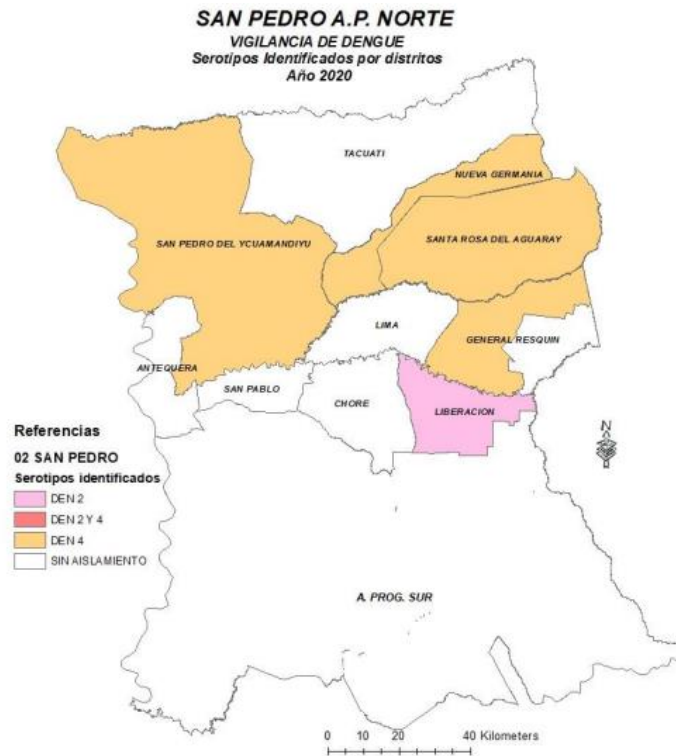 SAN PEDRO A.P. NORTE
VIGILANCIA DE DENGUE
Serotipos Identificados por distritos
Año 2020
TACUATI
NUEVA GERMANIA
SAN PEDRO DEL YCUAMANDIYU
SANTA ROSA DEL AGUARAY
LIMA
GENERAL RESQUIN
ANTEQUERA
SAN PABLO
CHORE
LIBERACION
Referencias
02 SAN PEDRO
Serotipos identificados
DEN 2
DEN 2 Y 4
DEN 4
SIN AISLAMIENTO
N
A. PROG. SUR
0 10 20 40 Kilometers